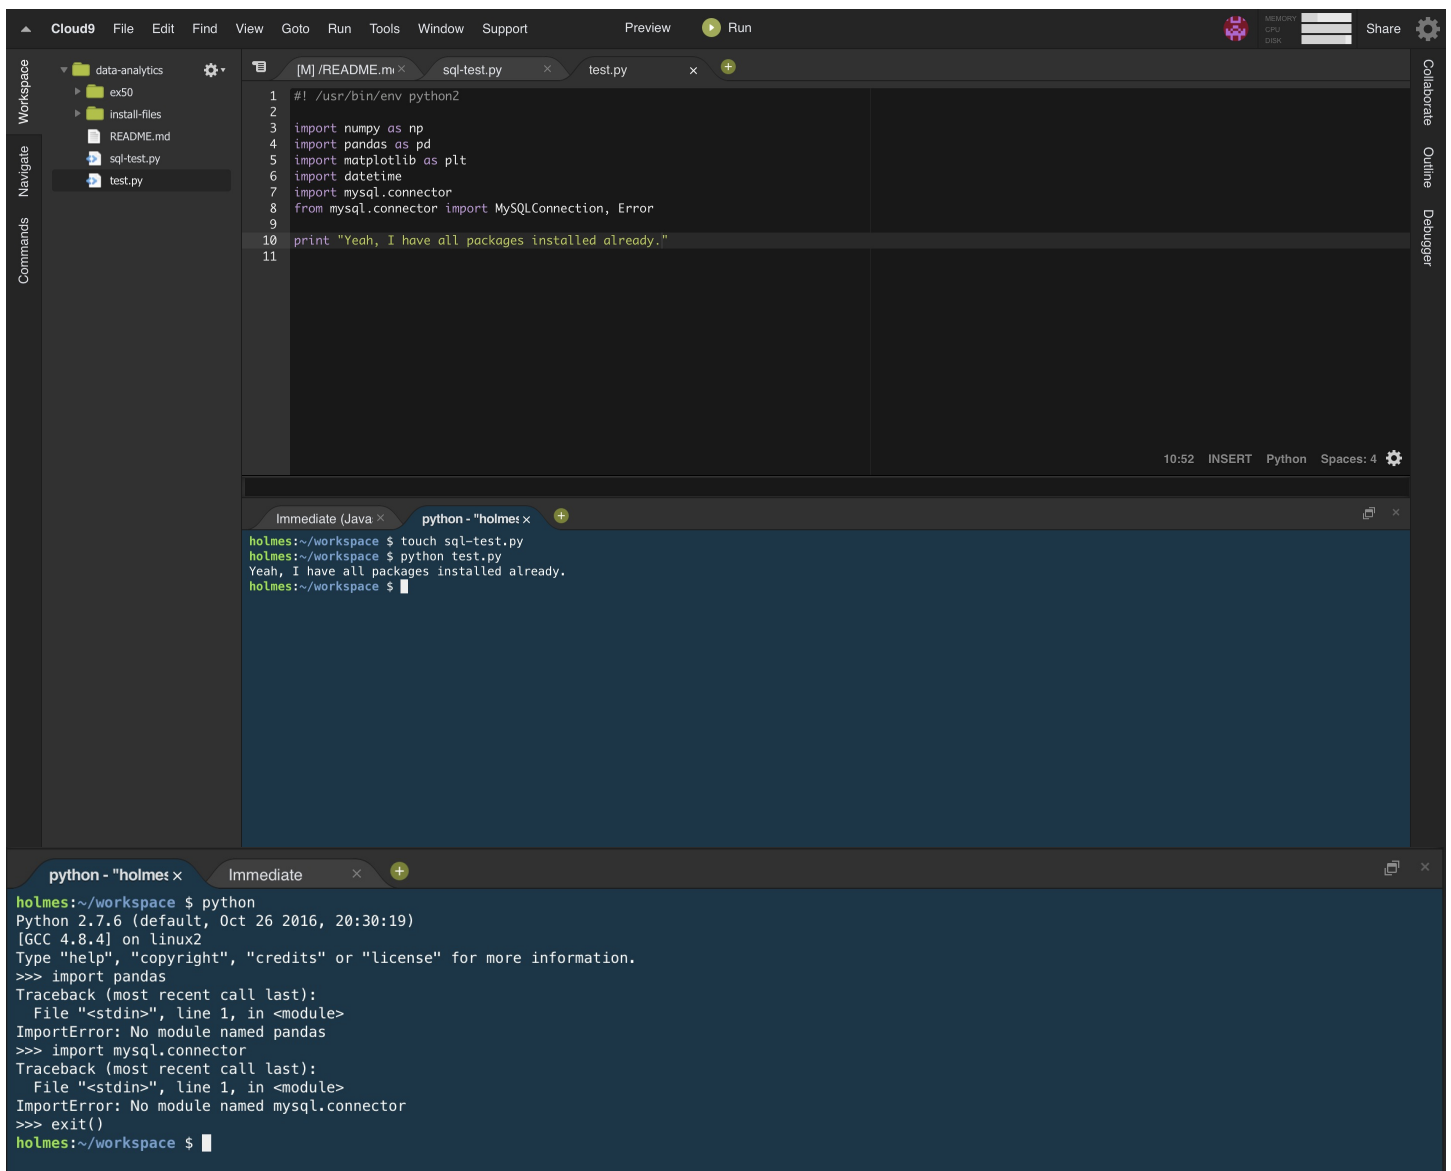 Cloud9 File Edit Find View Goto Run Tools Window Support Preview Run MEMORY CPU DISK Share
Workspace
Navigate
Commands
data-analytics
ex50
install-files
README.md
sql-test.py
test.py
[M] /README.m × sql-test.py × test.py ×
1 #! /usr/bin/env python2
2
3 import numpy as np
4 import pandas as pd
5 import matplotlib as plt
6 import datetime
7 import mysql.connector
8 from mysql.connector import MySQLConnection, Error
9
10 print "Yeah, I have all packages installed already."
11
10:52 INSERT Python Spaces: 4
Collaborate
Outline
Debugger
Immediate (Java × python - "holmes ×
holmes:~/workspace $ touch sql-test.py
holmes:~/workspace $ python test.py
Yeah, I have all packages installed already.
holmes:~/workspace $
python - "holmes × Immediate ×
holmes:~/workspace $ python
Python 2.7.6 (default, Oct 26 2016, 20:30:19)
[GCC 4.8.4] on linux2
Type "help", "copyright", "credits" or "license" for more information.
>>> import pandas
Traceback (most recent call last):
  File "<stdin>", line 1, in <module>
ImportError: No module named pandas
>>> import mysql.connector
Traceback (most recent call last):
  File "<stdin>", line 1, in <module>
ImportError: No module named mysql.connector
>>> exit()
holmes:~/workspace $